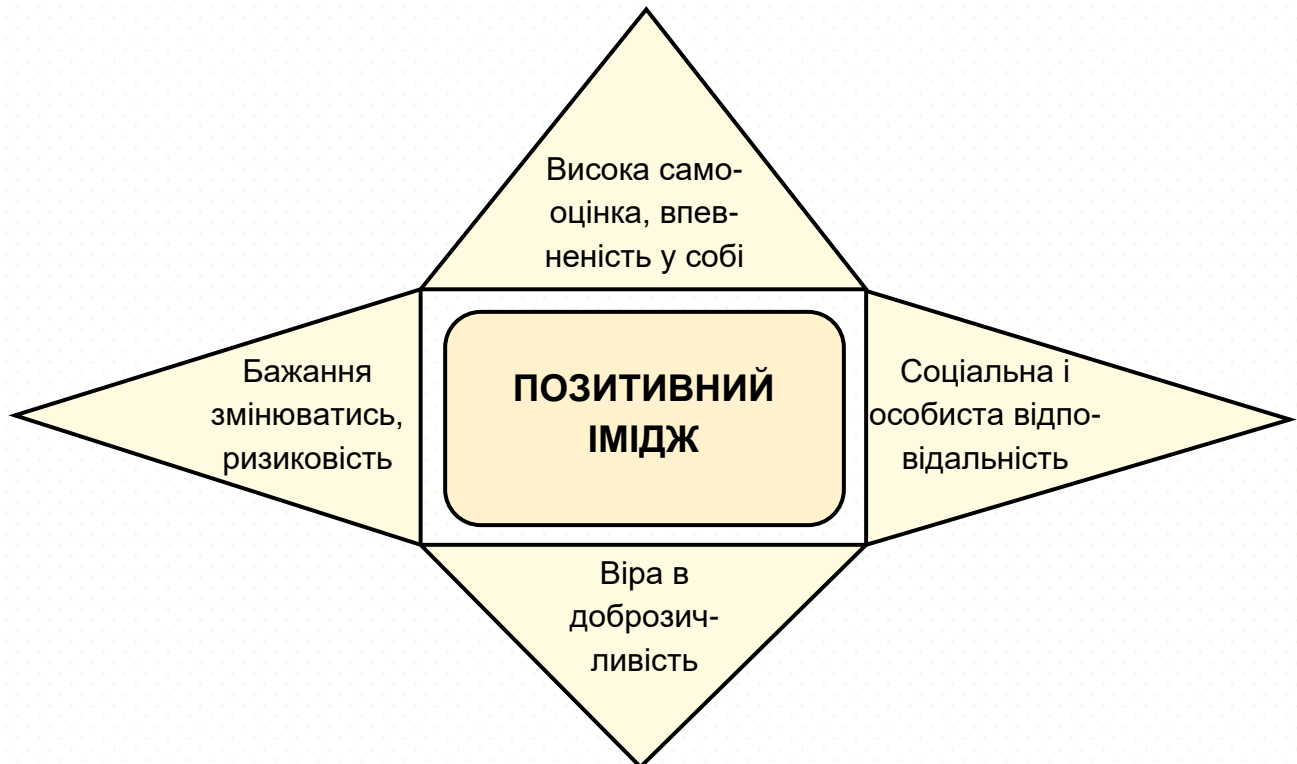 Висока само-
оцінка, впев-
неність у собі
Бажання
змінюватись,
ризиковість
ПОЗИТИВНИЙ
ІМІДЖ
Соціальна і
особиста відпо-
відальність
Віра в
доброзич-
ливість